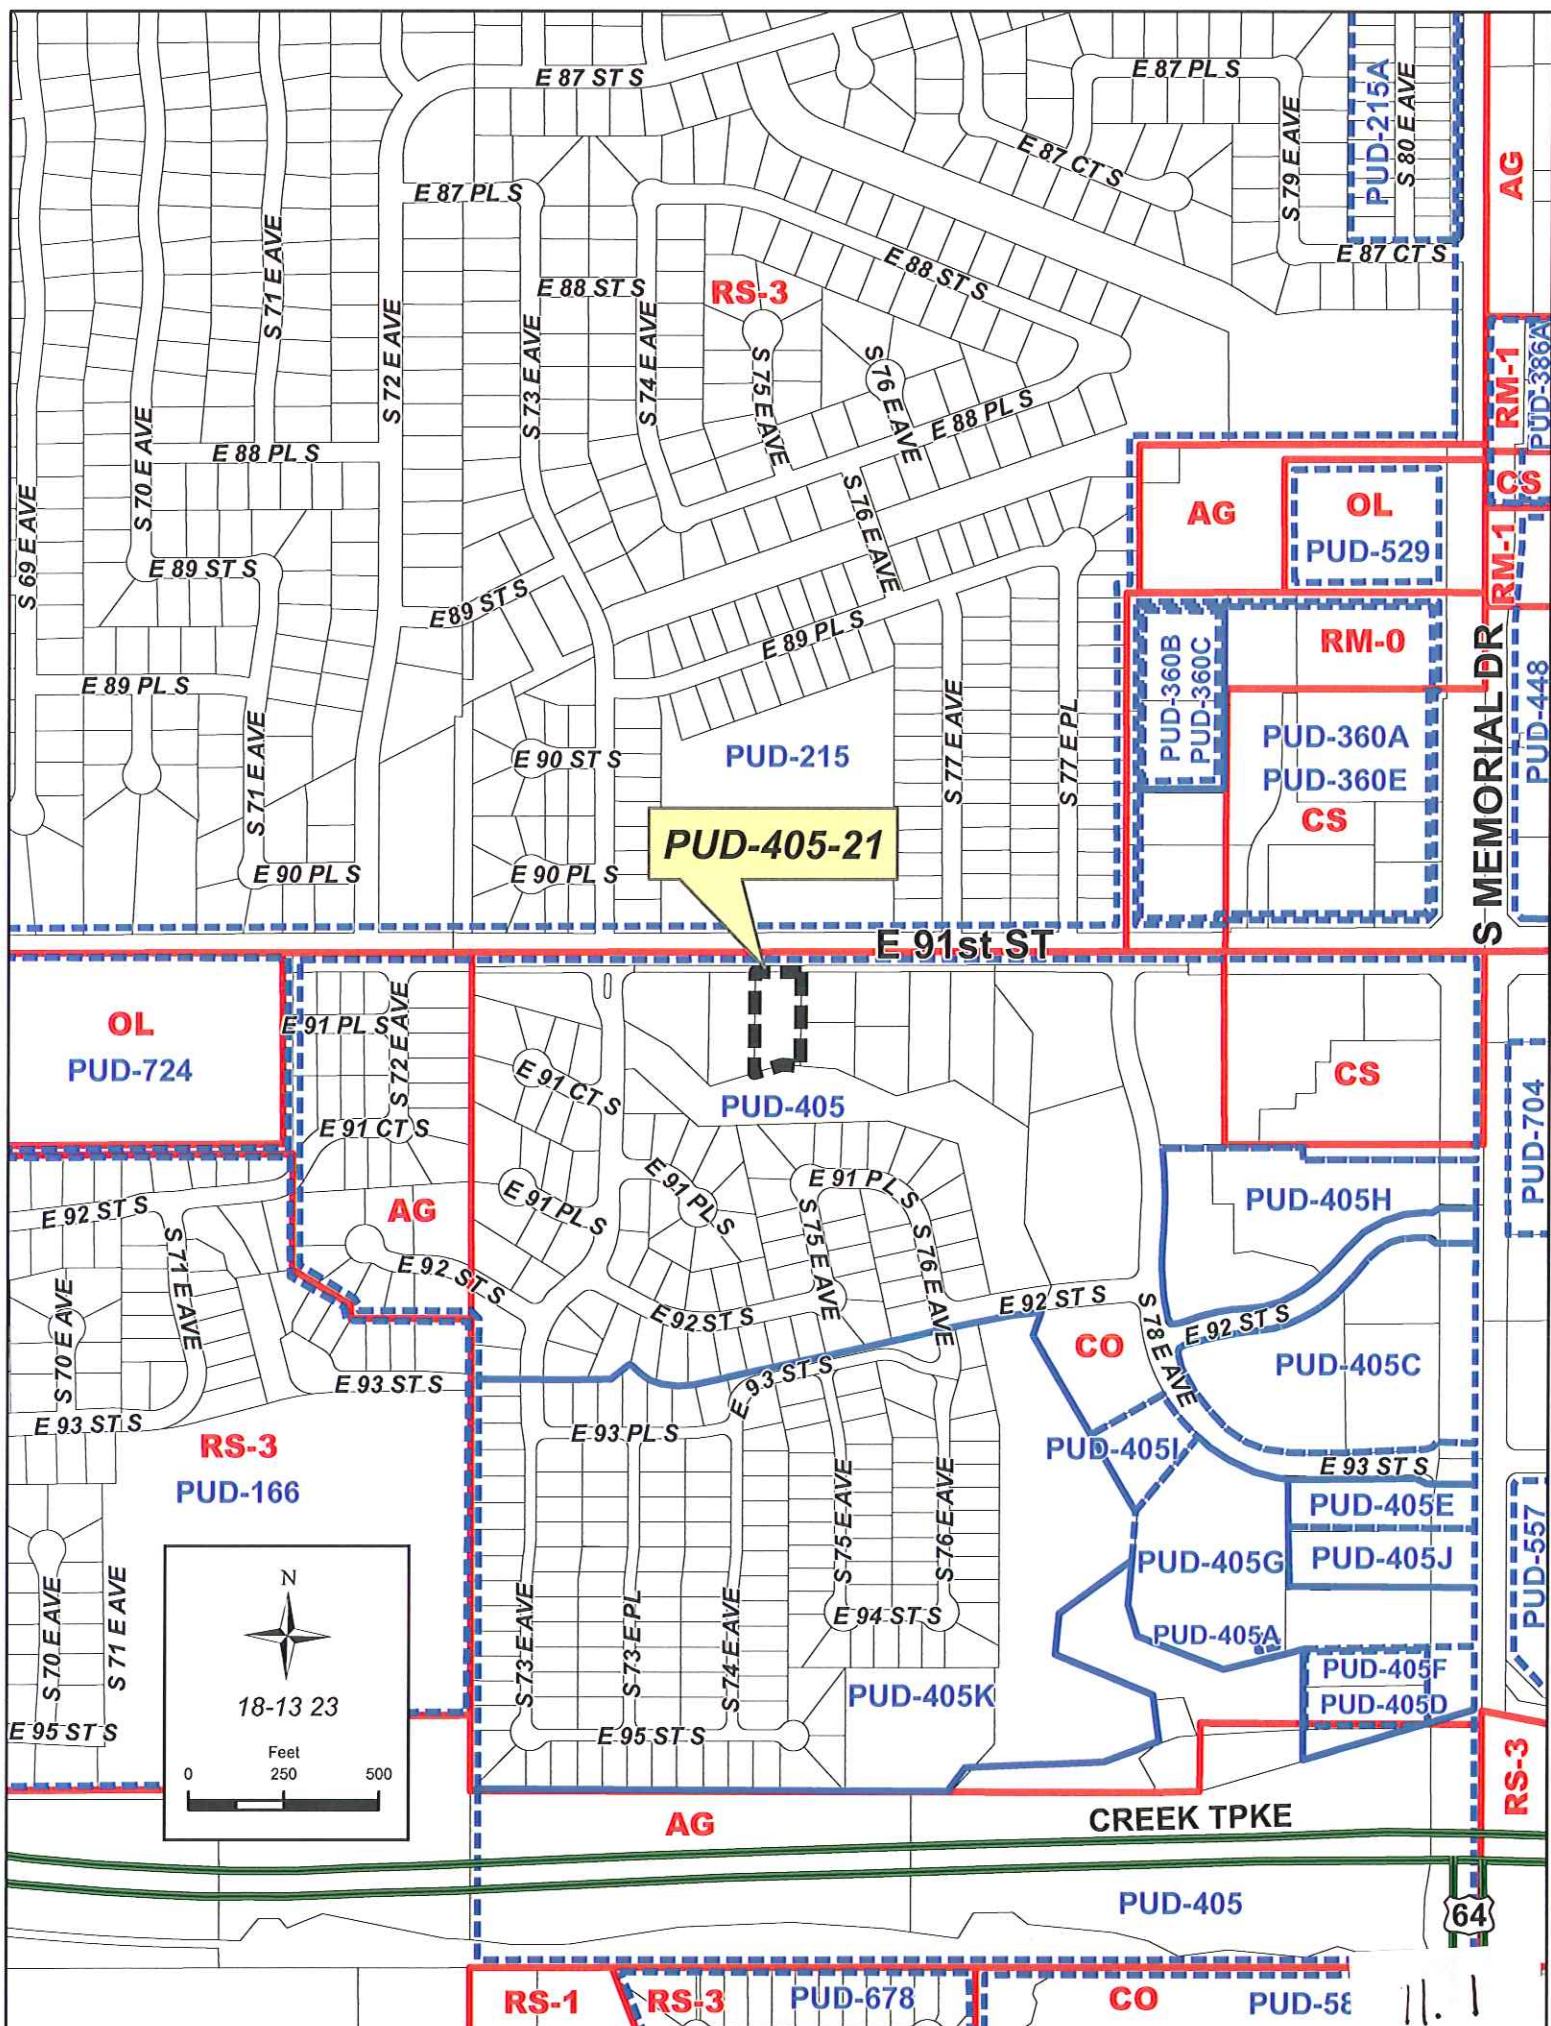 E 87 ST S
E 87 PL S
S 79 E AVE
PUD-215A
S 80 E AVE
AG
E 87 CT S
E 87 PL S
E 87 CT S
S 71 E AVE
S 72 E AVE
S 73 E AVE
E 88 ST S
S 74 E AVE
RS-3
S 75 E AVE
S 76 E AVE
E 88 ST S
E 88 PL S
RM-1
PUD-386A
CS
S 69 E AVE
S 70 E AVE
E 88 PL S
S 76 E AVE
AG
OL
PUD-529
RM-1
E 89 ST S
E 89 ST S
E 89 PL S
E 89 PL S
S 71 E AVE
E 90 ST S
PUD-215
S 77 E AVE
S 77 E PL
PUD-360B
PUD-360C
RM-0
PUD-360A
PUD-360E
CS
S MEMORIAL DR
PUD-448
E 90 PL S
E 90 PL S
PUD-405-21
E 91st ST
OL
PUD-724
E 91 PL S
S 72 E AVE
E 91 CT S
E 91 CT S
PUD-405
CS
PUD-704
E 92 ST S
S 71 E AVE
AG
E 91 PL S
E 91 PL S
E 91 PL S
S 75 E AVE
S 76 E AVE
PUD-405H
S 70 E AVE
E 92 ST S
E 92 ST S
E 92 ST S
S 78 E AVE
E 92 ST S
CO
PUD-405C
E 93 ST S
E 93 ST S
E 93 ST S
E 93 PL S
RS-3
PUD-166
PUD-405I
E 93 ST S
PUD-405E
PUD-405J
PUD-557
S 70 E AVE
S 71 E AVE
S 73 E AVE
S 73 E PL
S 74 E AVE
S 75 E AVE
S 76 E AVE
E 94 ST S
PUD-405G
PUD-405A
PUD-405F
PUD-405D
PUD-405K
E 95 ST S
E 95 ST S
N
18-13 23
Feet
0 250 500
RS-3
AG
CREEK TPKE
PUD-405
64
RS-1
RS-3
PUD-678
CO
PUD-58
11. 1